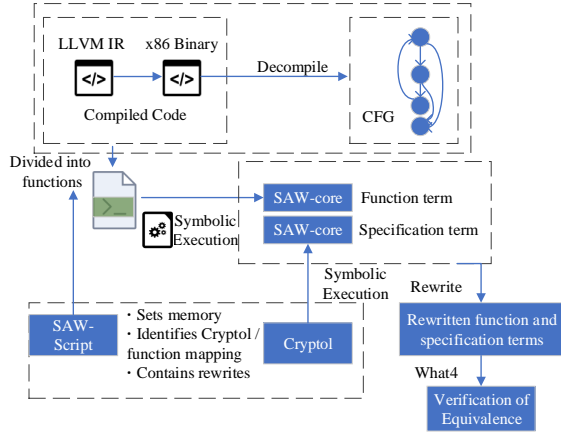 LLVM IR
x86 Binary
</>
</>
Decompile
Compiled Code
CFG
Divided into
functions
>_
SAW-core
Function term
Symbolic
Execution
SAW-core
Specification term
Symbolic
Execution
Rewrite
SAW-
Script
· Sets memory
· Identifies Cryptol /
function mapping
· Contains rewrites
Cryptol
Rewritten function and
specification terms
What4
Verification of
Equivalence